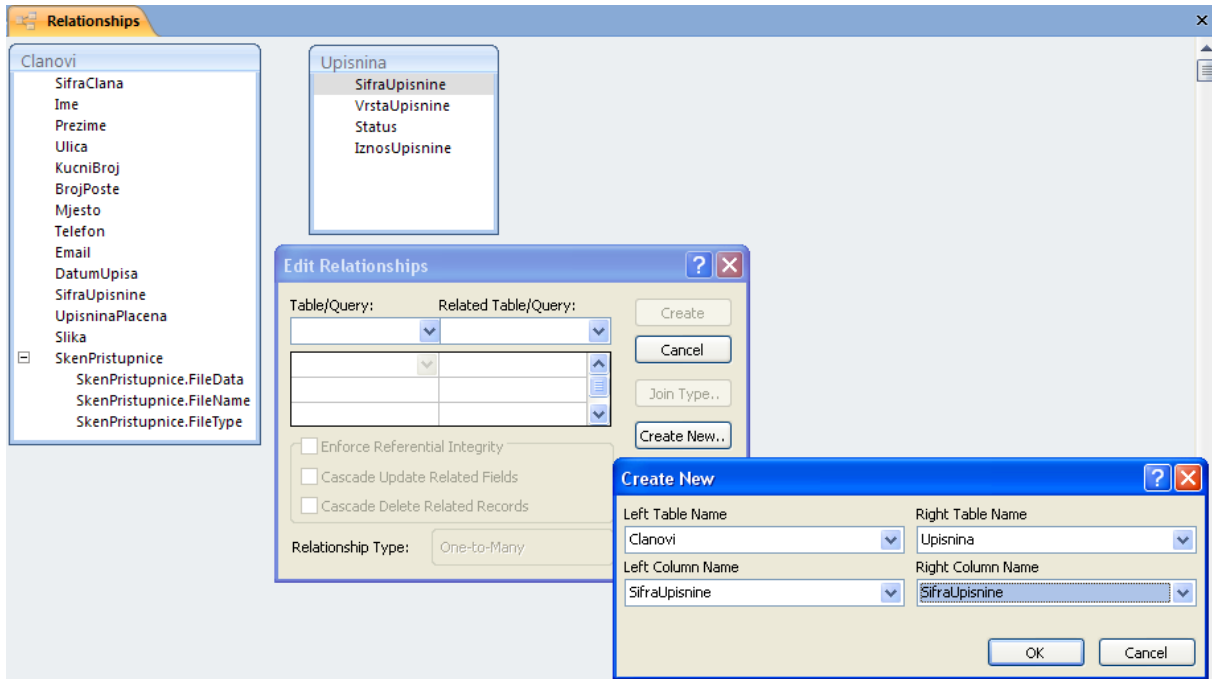 Relationships
Clanovi
SifraClana
Ime
Prezime
Ulica
KucniBroj
BrojPoste
Mjesto
Telefon
Email
DatumUpisa
SifraUpisnine
UpisninaPlacena
Slika
SkenPristupnice
SkenPristupnice.FileData
SkenPristupnice.FileName
SkenPristupnice.FileType
Upisnina
SifraUpisnine
VrstaUpisnine
Status
IznosUpisnine
Edit Relationships
Table/Query: Related Table/Query:
Create
Cancel
Join Type..
Create New..
Enforce Referential Integrity
Cascade Update Related Fields
Cascade Delete Related Records
Relationship Type: One-to-Many
Create New
Left Table Name Right Table Name
Clanovi Upisnina
Left Column Name Right Column Name
SifraUpisnine SifraUpisnine
OK Cancel